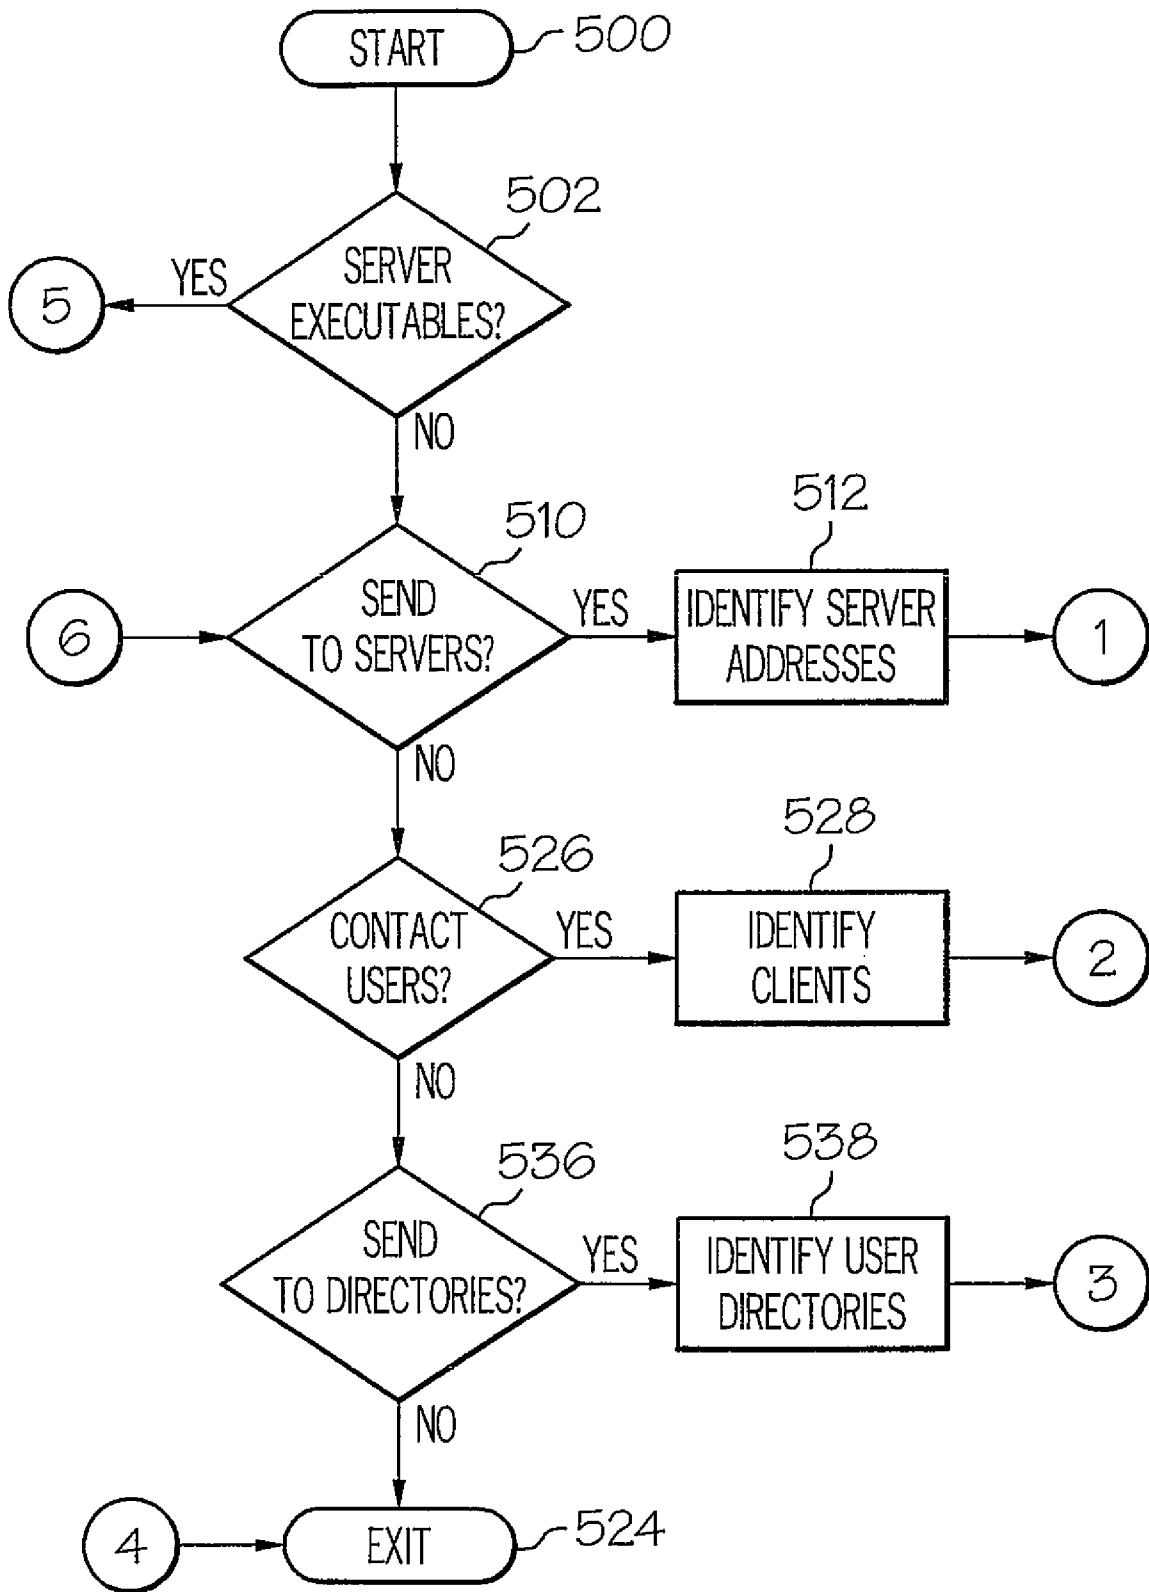 START
500
502
SERVER
EXECUTABLES?
YES
5
NO
510
512
6
SEND
TO SERVERS?
YES
IDENTIFY SERVER
ADDRESSES
1
NO
526
528
CONTACT
USERS?
YES
IDENTIFY
CLIENTS
2
NO
536
538
SEND
TO DIRECTORIES?
YES
IDENTIFY USER
DIRECTORIES
3
NO
4
EXIT
524